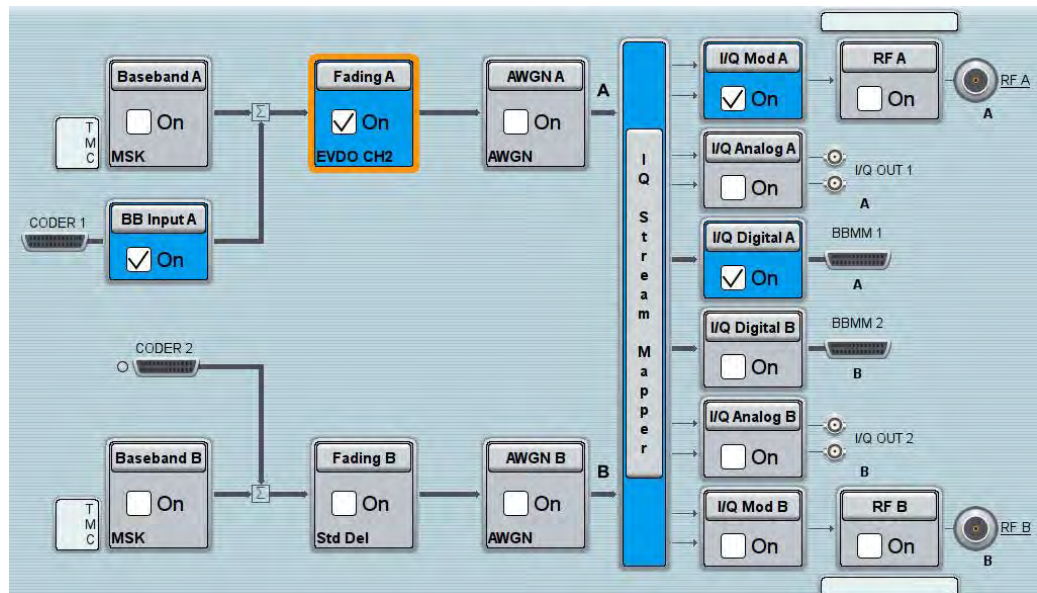 Baseband A
On
MSK
T
M
C
Fading A
On
EVDO CH2
AWGN A
On
AWGN
A
CODER 1
BB Input A
On
CODER 2
Baseband B
On
MSK
T
M
C
Fading B
On
Std Del
AWGN B
On
AWGN
B
I/Q Stream Mapper
I/Q Mod A
On
RF A
On
RF A
A
I/Q Analog A
On
I/Q OUT 1
A
I/Q Digital A
On
BBMM 1
A
I/Q Digital B
On
BBMM 2
B
I/Q Analog B
On
I/Q OUT 2
B
I/Q Mod B
On
RF B
On
RF B
B